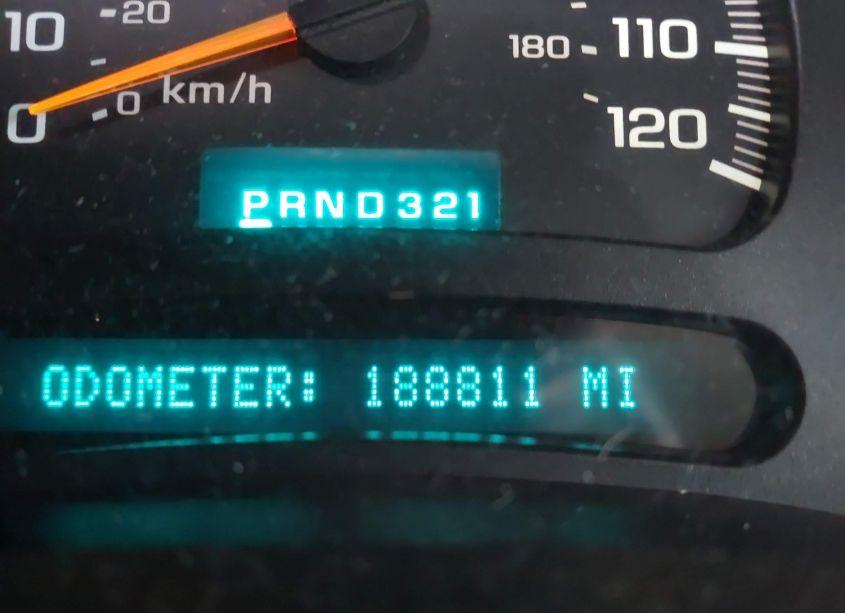 10 -20
180 - 110
0 - 0 km/h
120
PRND321
ODOMETER: 188811 MI